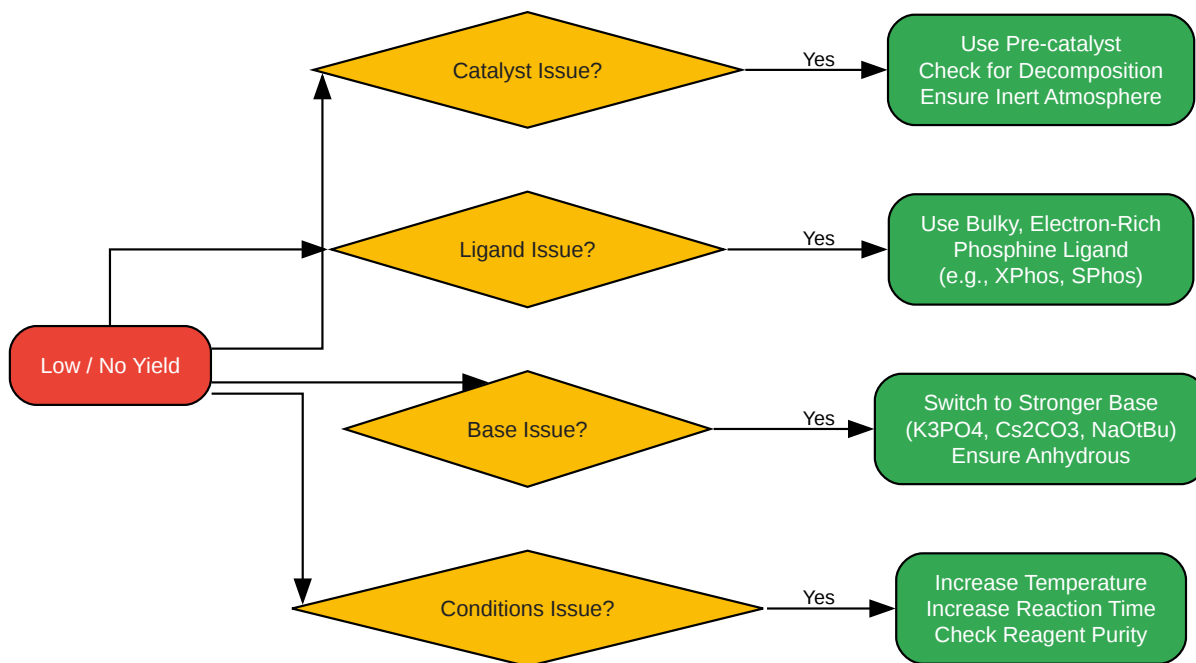 Catalyst Issue?
Yes
Use Pre-catalyst
Check for Decomposition
Ensure Inert Atmosphere
Ligand Issue?
Yes
Use Bulky, Electron-Rich
Phosphine Ligand
(e.g., XPhos, SPhos)
Low / No Yield
Base Issue?
Yes
Switch to Stronger Base
(K3PO4, Cs2CO3, NaOtBu)
Ensure Anhydrous
Conditions Issue?
Yes
Increase Temperature
Increase Reaction Time
Check Reagent Purity